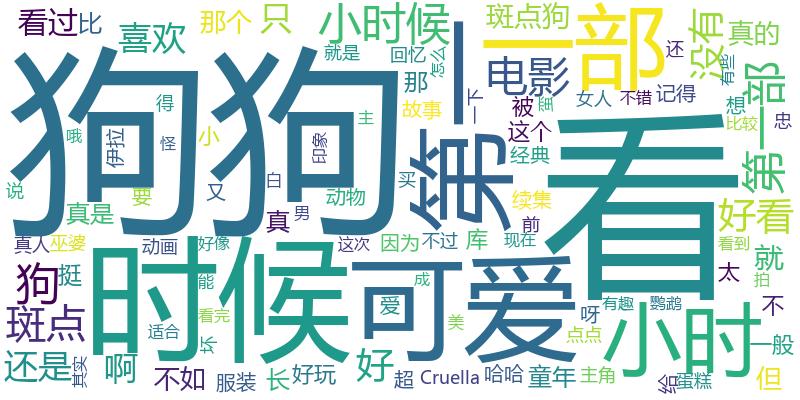 看过
比
喜欢
那个
只
小时候
斑点狗
一部
没有
真的
还
有些
就是
回忆
怎么
那
电影
狗狗
第一
一下
被
这个
女人
不错
记得
想
比较
忠
第一部
故事
主
得
哦
怪
伊拉
小
印象
经典
看
说
要
又
白
动物
买
续集
前
好看
真是
真
男
真人
巫婆
动画
好像
这次
因为
不过
库
现在
看到
就
拍
太
不
狗
挺
时候
可爱
能
成
爱
美
呀
有趣
鹦鹉
点点
小时
一般
斑点
适合
看完
坏
还是
其实
啊
不如
服装
长
好玩
好
超
Cruella
哈哈
童年
主角
给
蛋糕
但